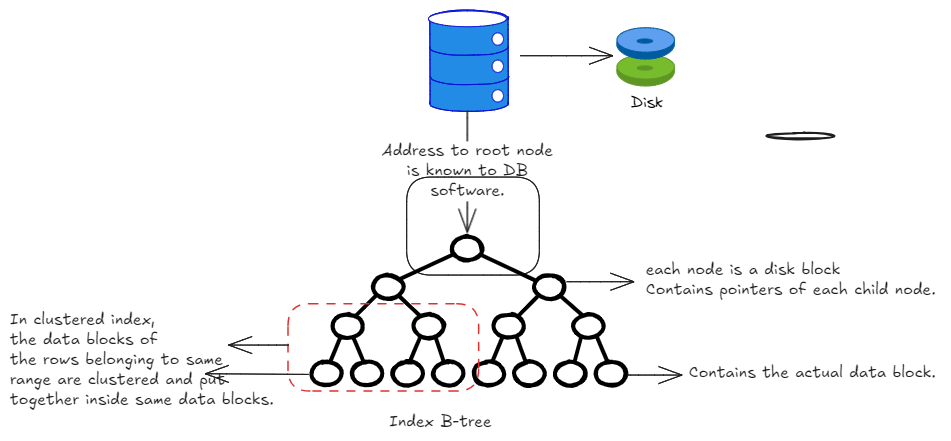 Disk
Address to root node
is known to DB
software.
each node is a disk block
Contains pointers of each child node.
In clustered index,
the data blocks of
the rows belonging to same
range are clustered and put
together inside same data blocks.
Contains the actual data block.
Index B-tree